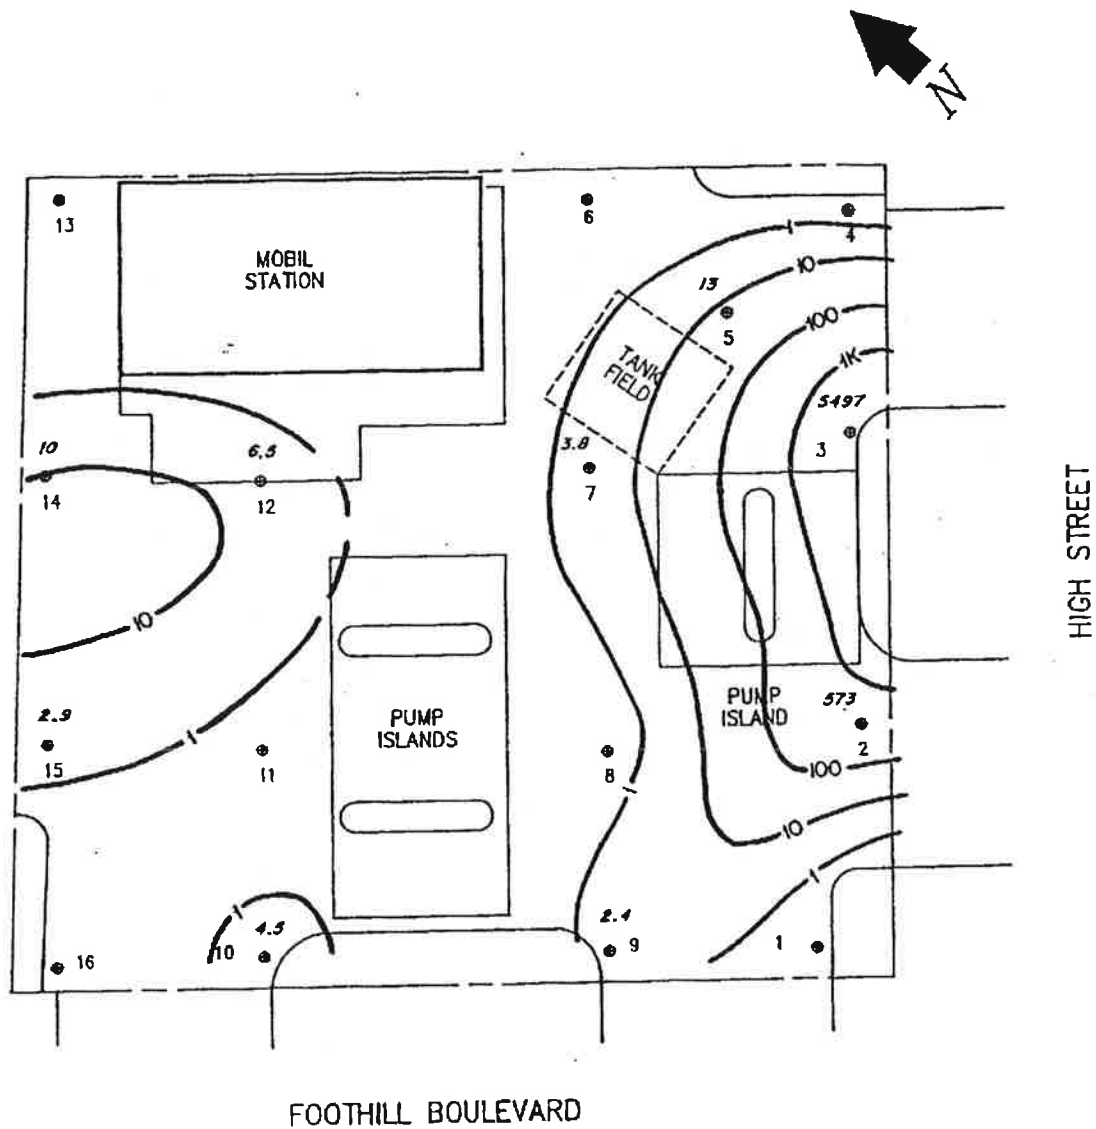 N
13
6
4
MOBIL
STATION
1
10
13
5
100
TANK
FIELD
1K
5497
3
10
14
6.5
12
3.8
7
HIGH STREET
10
2.9
15
1
11
PUMP
ISLANDS
8
PUMP
ISLAND
573
2
100
1
10
1
1
4.5
10
2.4
9
1
16
FOOTHILL BOULEVARD